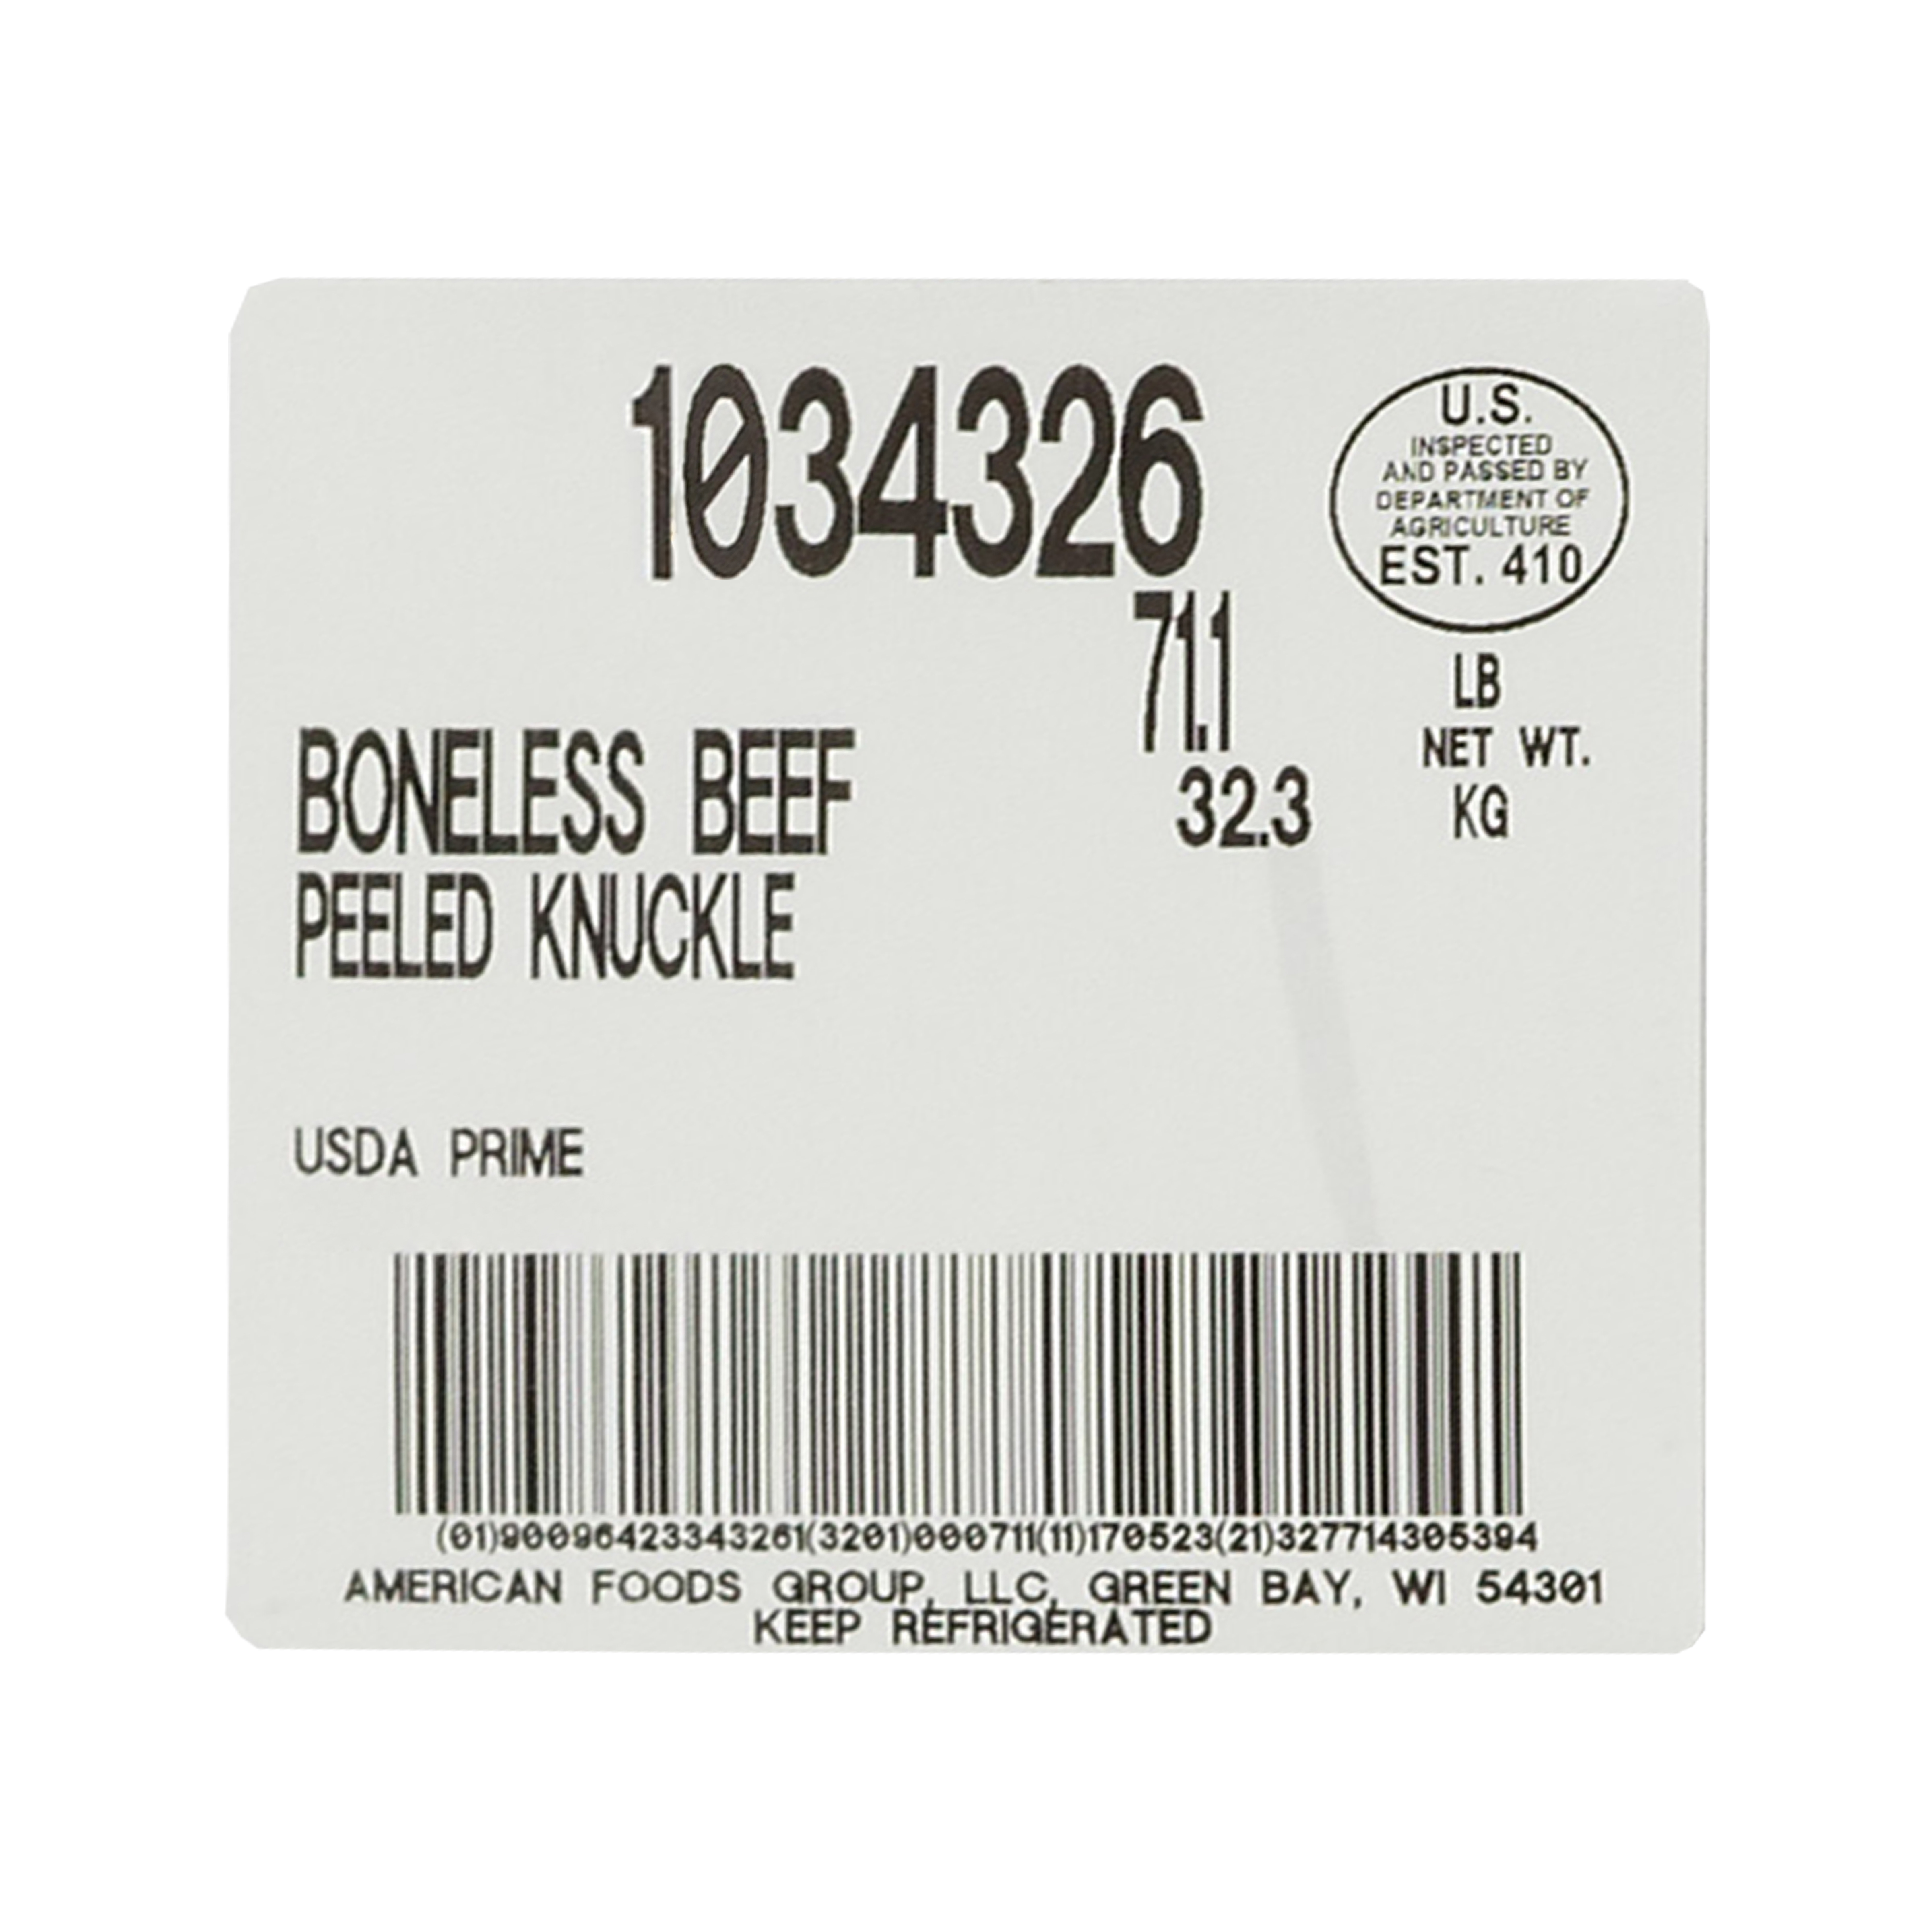 1034326
U.S.
INSPECTED
AND PASSED BY
DEPARTMENT OF
AGRICULTURE
EST. 410
71.1
LB
NET WT.
BONELESS BEEF
32.3
KG
PEELED KNUCKLE
USDA PRIME
(01)90096423343261(3201)000711(11)170523(21)327714305394
AMERICAN FOODS GROUP, LLC, GREEN BAY, WI 54301
KEEP REFRIGERATED